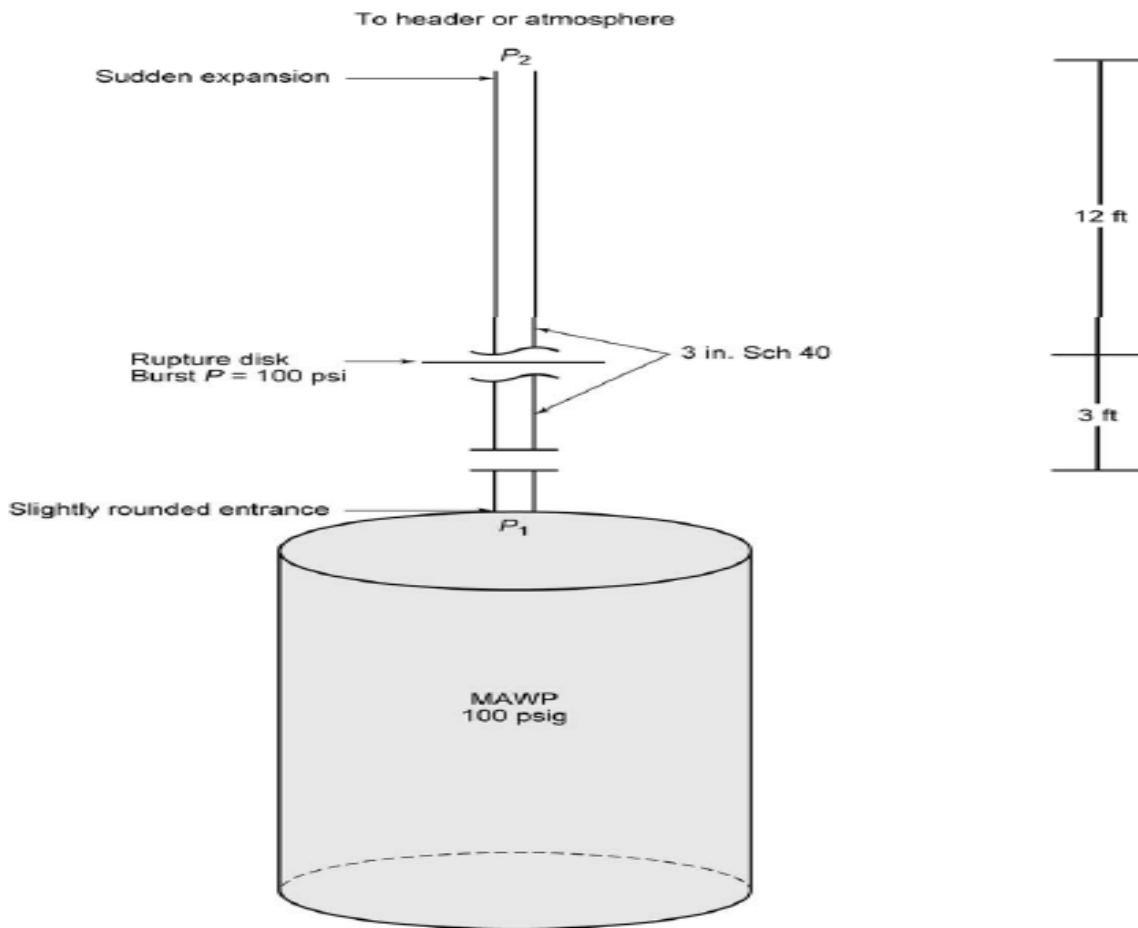 To header or atmosphere
P2
Sudden expansion
12 ft
Rupture disk
Burst P = 100 psi
3 in. Sch 40
3 ft
Slightly rounded entrance
P1
MAWP
100 psig